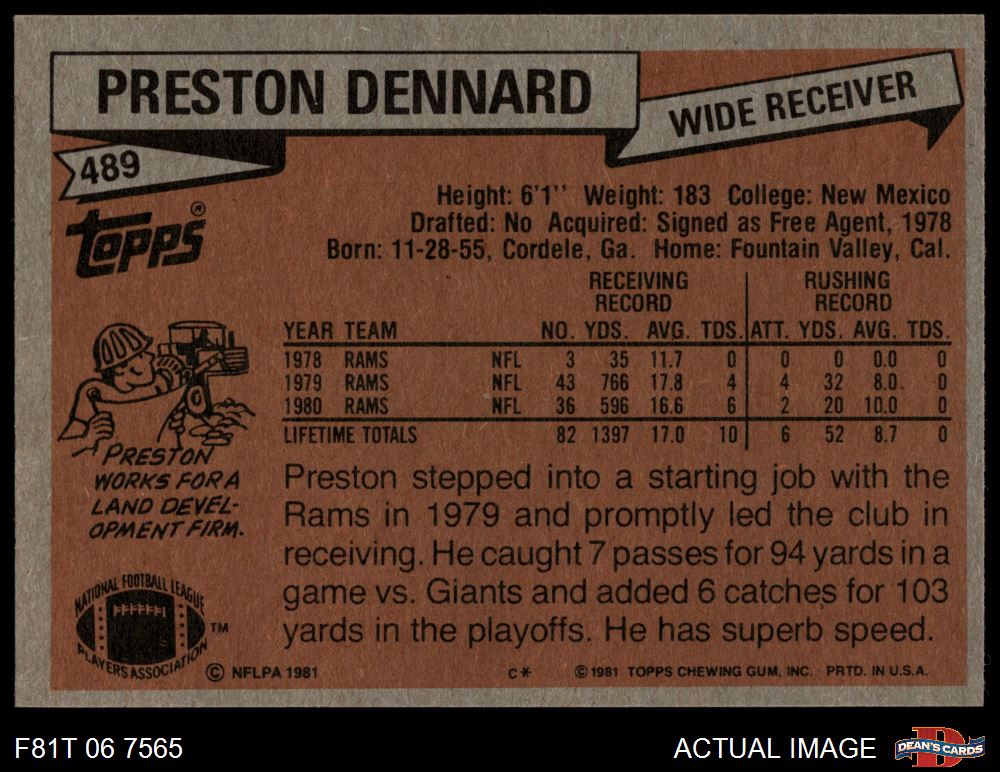 PRESTON DENNARD
WIDE RECEIVER
489
TOPPS®
Height: 6'1'' Weight: 183 College: New Mexico
Drafted: No Acquired: Signed as Free Agent, 1978
Born: 11-28-55, Cordele, Ga. Home: Fountain Valley, Cal.
RECEIVING RECORD RUSHING RECORD
YEAR TEAM NO. YDS. AVG. TDS. ATT. YDS. AVG. TDS.
1978 RAMS NFL 3 35 11.7 0 0 0 0.0 0
1979 RAMS NFL 43 766 17.8 4 4 32 8.0 0
1980 RAMS NFL 36 596 16.6 6 2 20 10.0 0
LIFETIME TOTALS 82 1397 17.0 10 6 52 8.7 0
PRESTON
WORKS FOR A
LAND DEVEL-
OPMENT FIRM.
Preston stepped into a starting job with the
Rams in 1979 and promptly led the club in
receiving. He caught 7 passes for 94 yards in a
game vs. Giants and added 6 catches for 103
yards in the playoffs. He has superb speed.
NATIONAL FOOTBALL LEAGUE
PLAYERS ASSOCIATION
TM
© NFLPA 1981 C* © 1981 TOPPS CHEWING GUM, INC. PRTD. IN U.S.A.
F81T 06 7565 ACTUAL IMAGE
D
DEAN'S CARDS